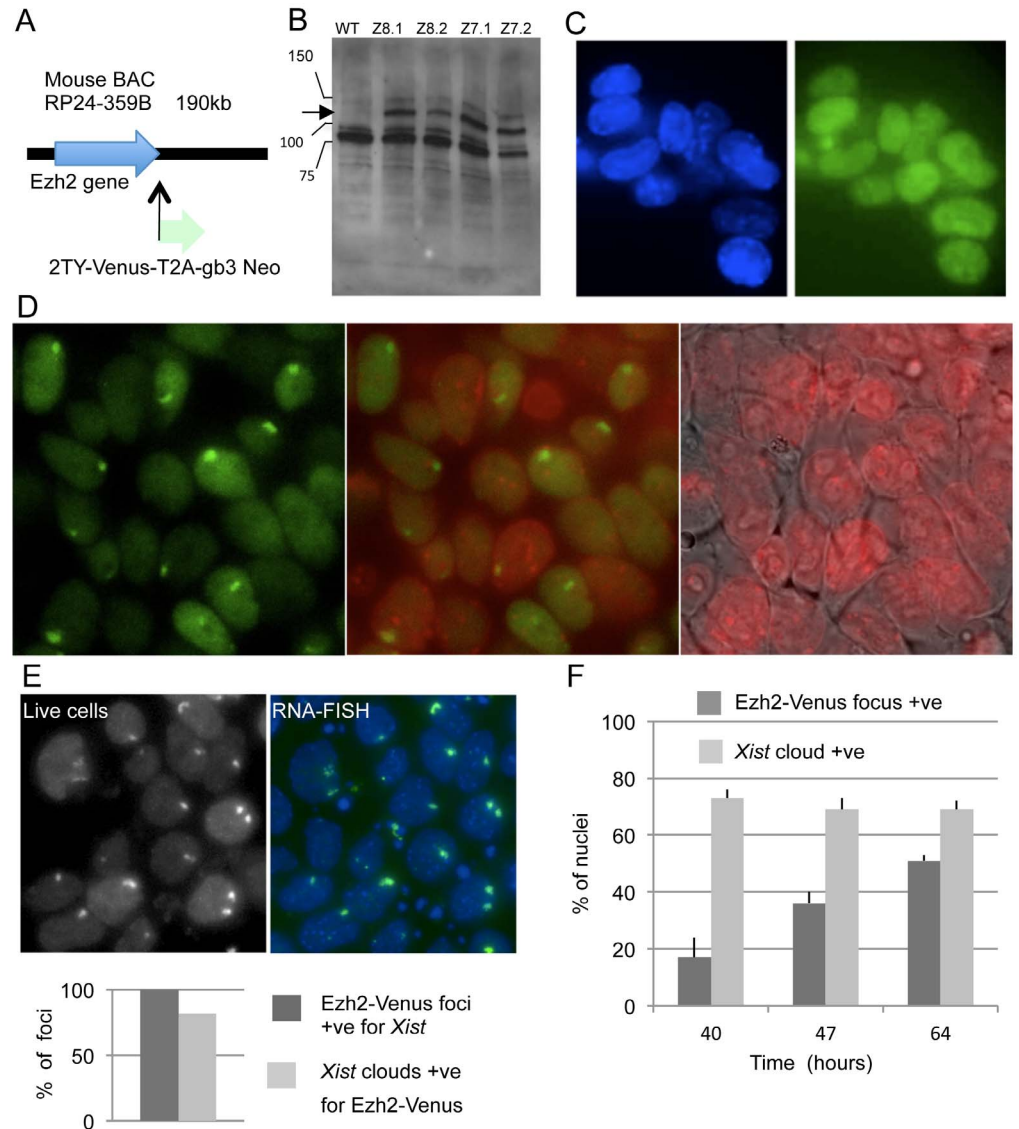 A
Mouse BAC
RP24-359B 190kb
Ezh2 gene
2TY-Venus-T2A-gb3 Neo
B
WT Z8.1 Z8.2 Z7.1 Z7.2
150
100
75
C
D
E
Live cells
RNA-FISH
100
50
0
% of foci
Ezh2-Venus foci
+ve for Xist
Xist clouds +ve
for Ezh2-Venus
F
Ezh2-Venus focus +ve
Xist cloud +ve
100
80
60
40
20
0
% of nuclei
40 47 64
Time (hours)